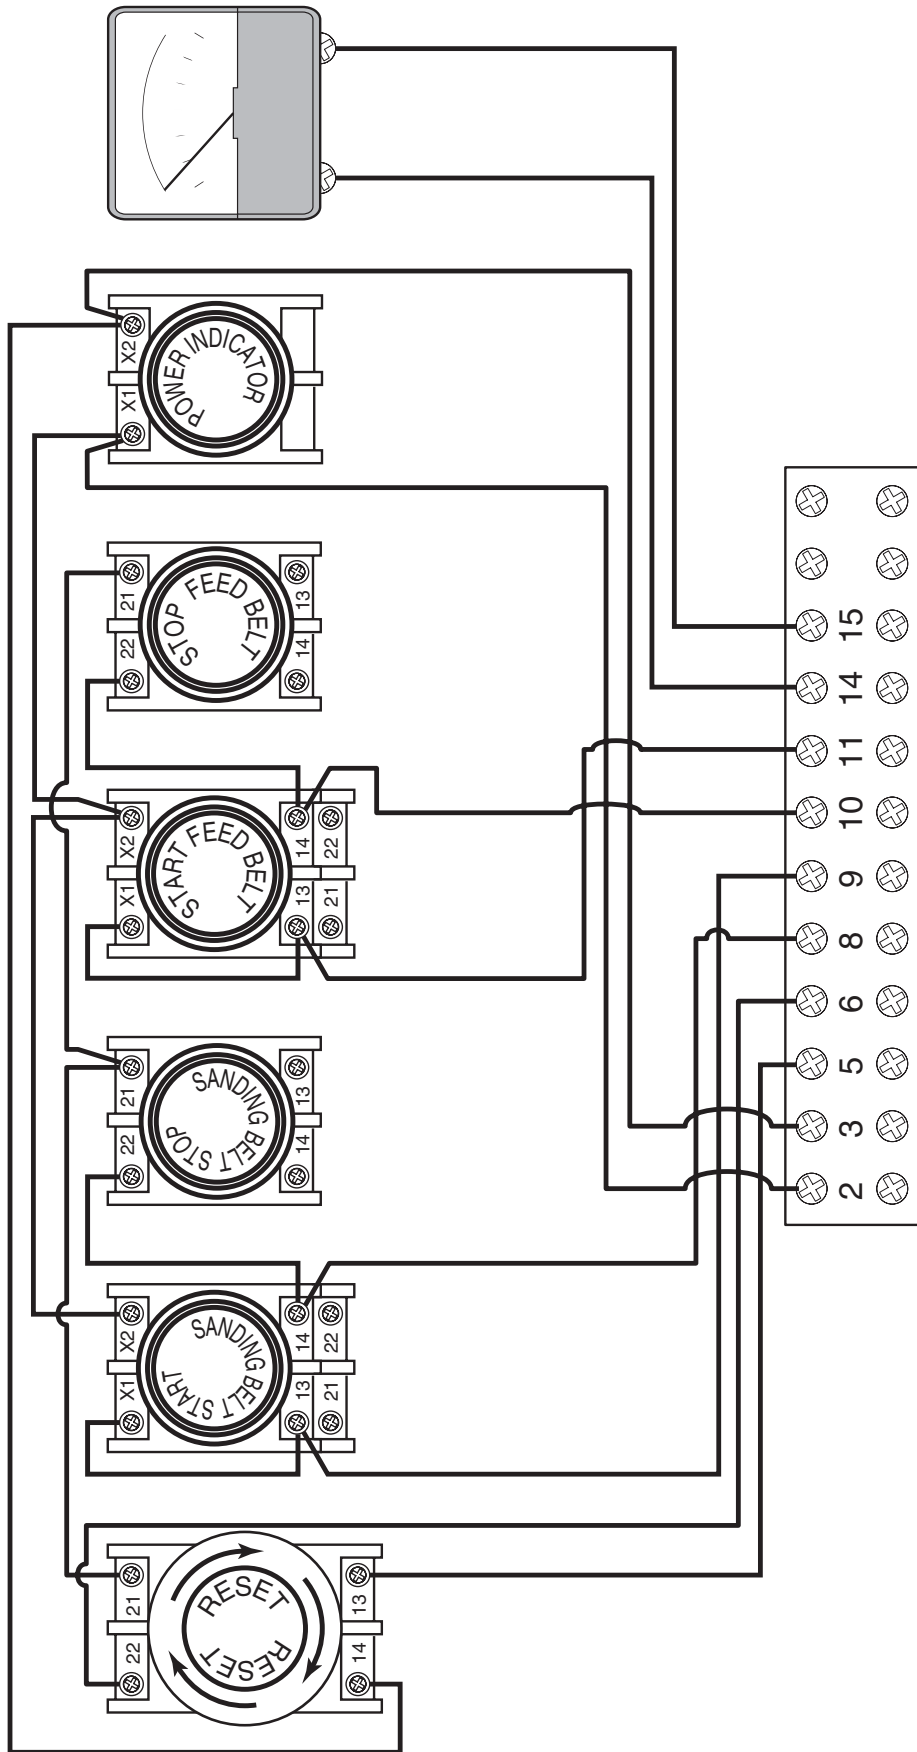 X2
X1
POWER INDICATOR
21
22
STOP FEED BELT
13
14
X2
X1
START FEED BELT
14
13
22
21
21
22
SANDING BELT STOP
13
14
X2
X1
SANDING BELT START
14
13
22
21
21
22
RESET
RESET
13
14
15
14
11
10
9
8
6
5
3
2